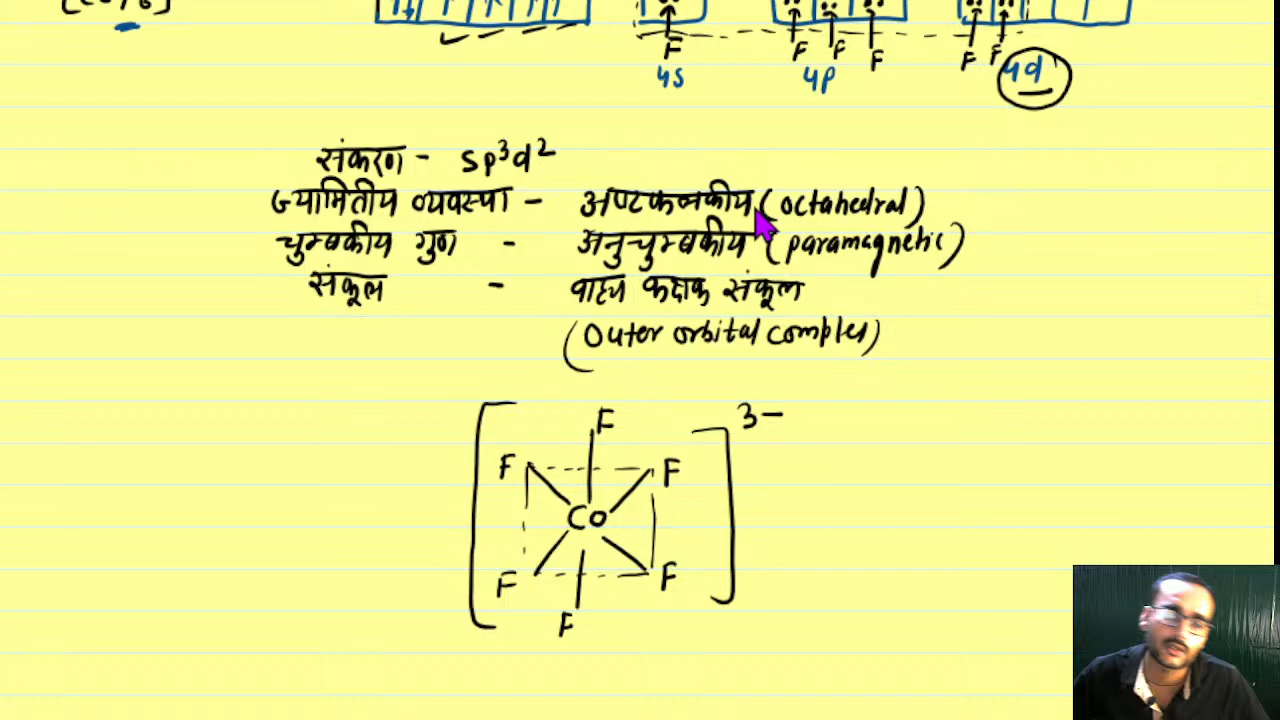 F F F F F F
4s 4p 4d
संकरण - sp³d²
ज्यामितीय व्यवस्था - अष्टफलकीय (octahedral)
चुम्बकीय गुण - अनुचुम्बकीय (paramagnetic)
संकूल - वाह्य कक्षक संकूल
(Outer orbital complex)
3-
F
F F
Co
F F
F